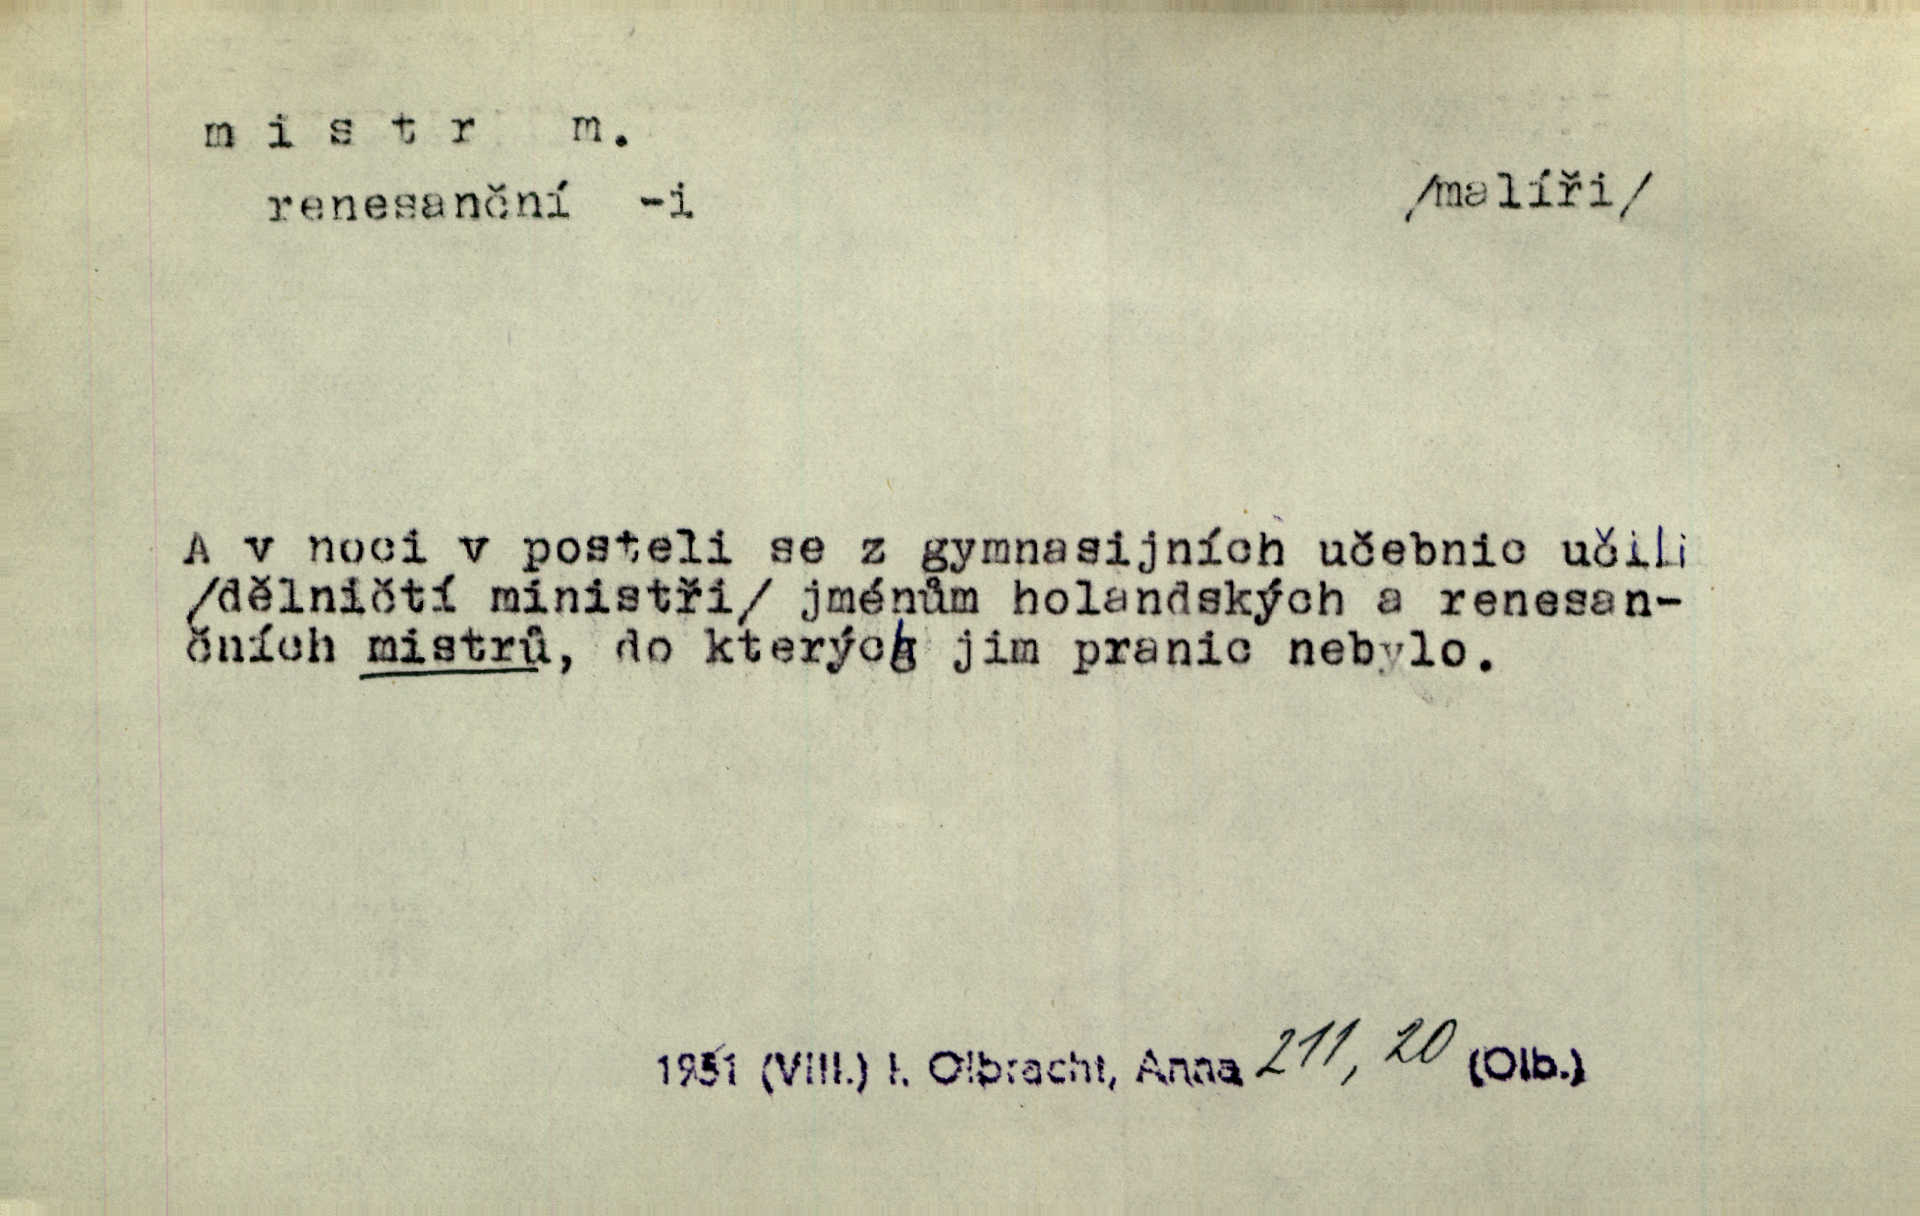 mistr m.
renesanční -i /malíři/
A v noci v posteli se z gymnasijních učebnic učili
/dělničtí ministři/ jménům holandských a renesan-
čních mistrů, do kterých jim pranic nebylo.
1951 (VIII.) I. Olbracht, Anna 211, 20 (Olb.)